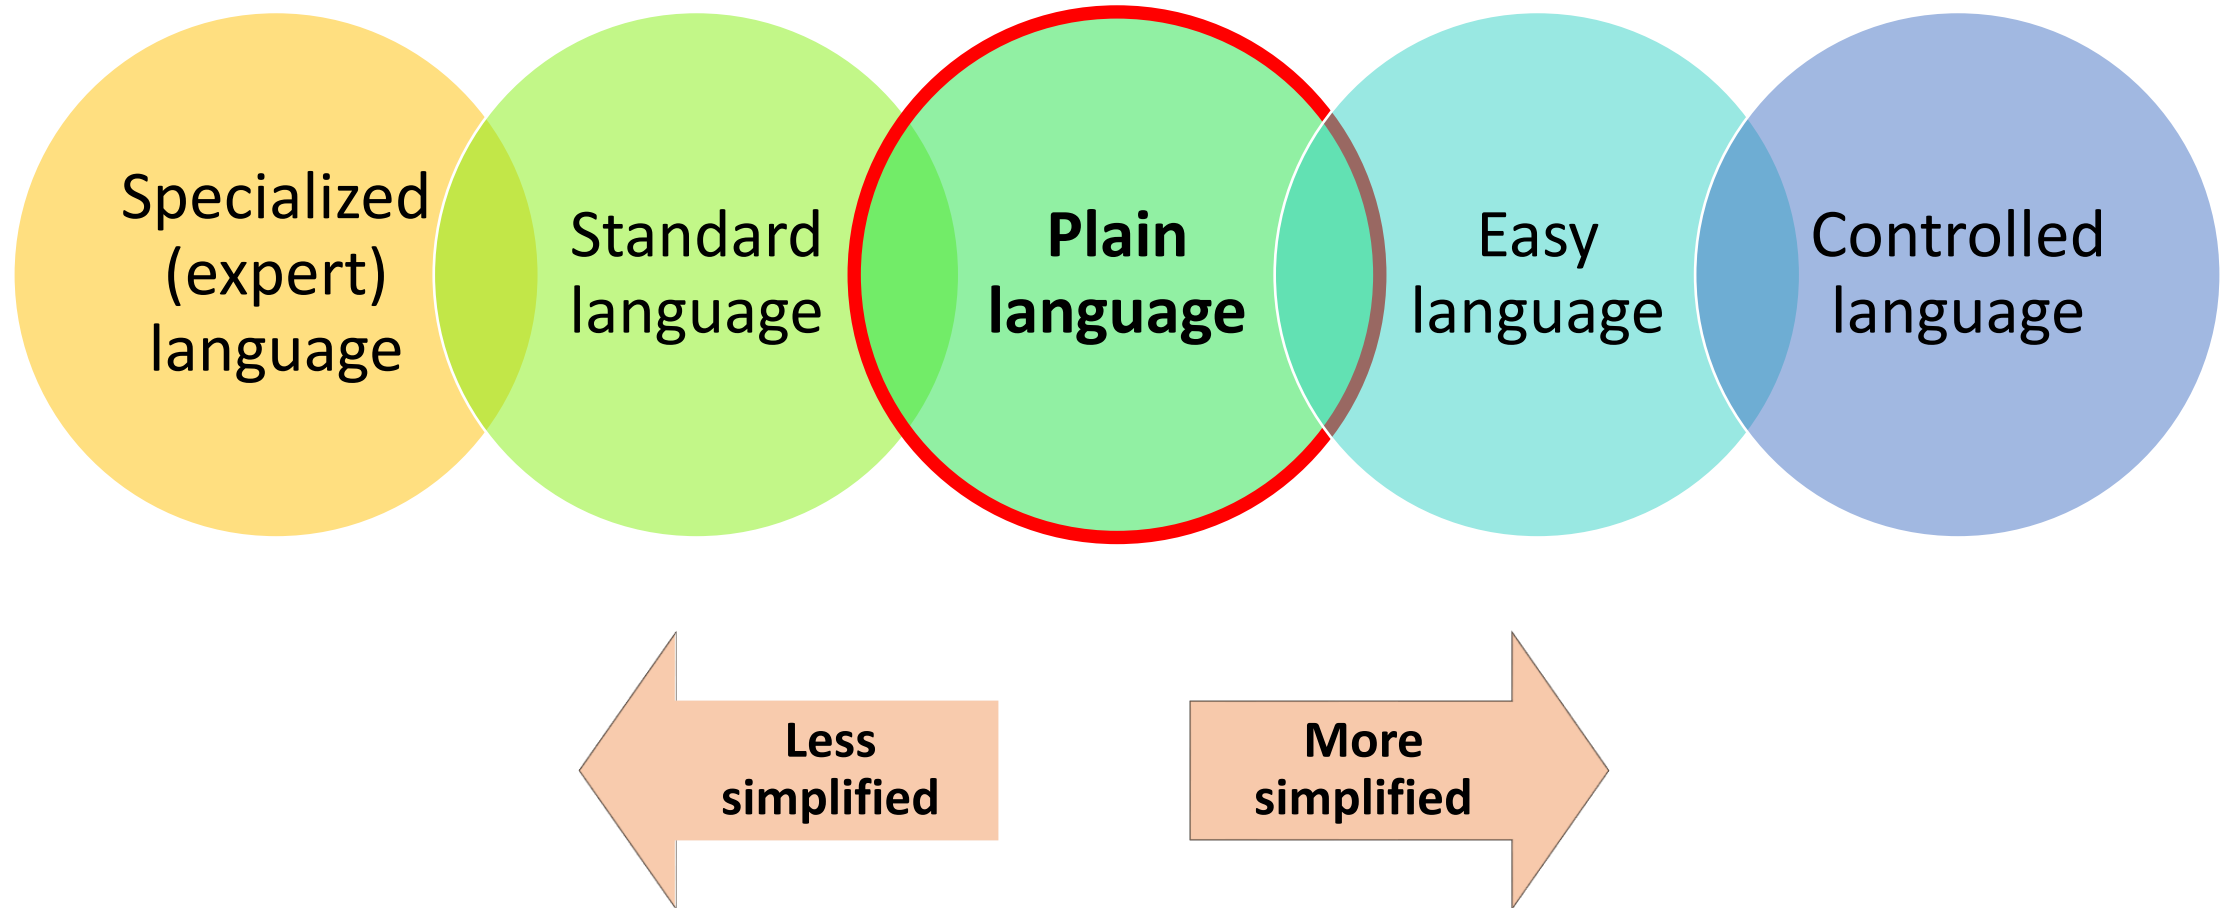 Specialized
(expert)
language
Standard
language
Plain
language
Easy
language
Controlled
language
Less
simplified
More
simplified